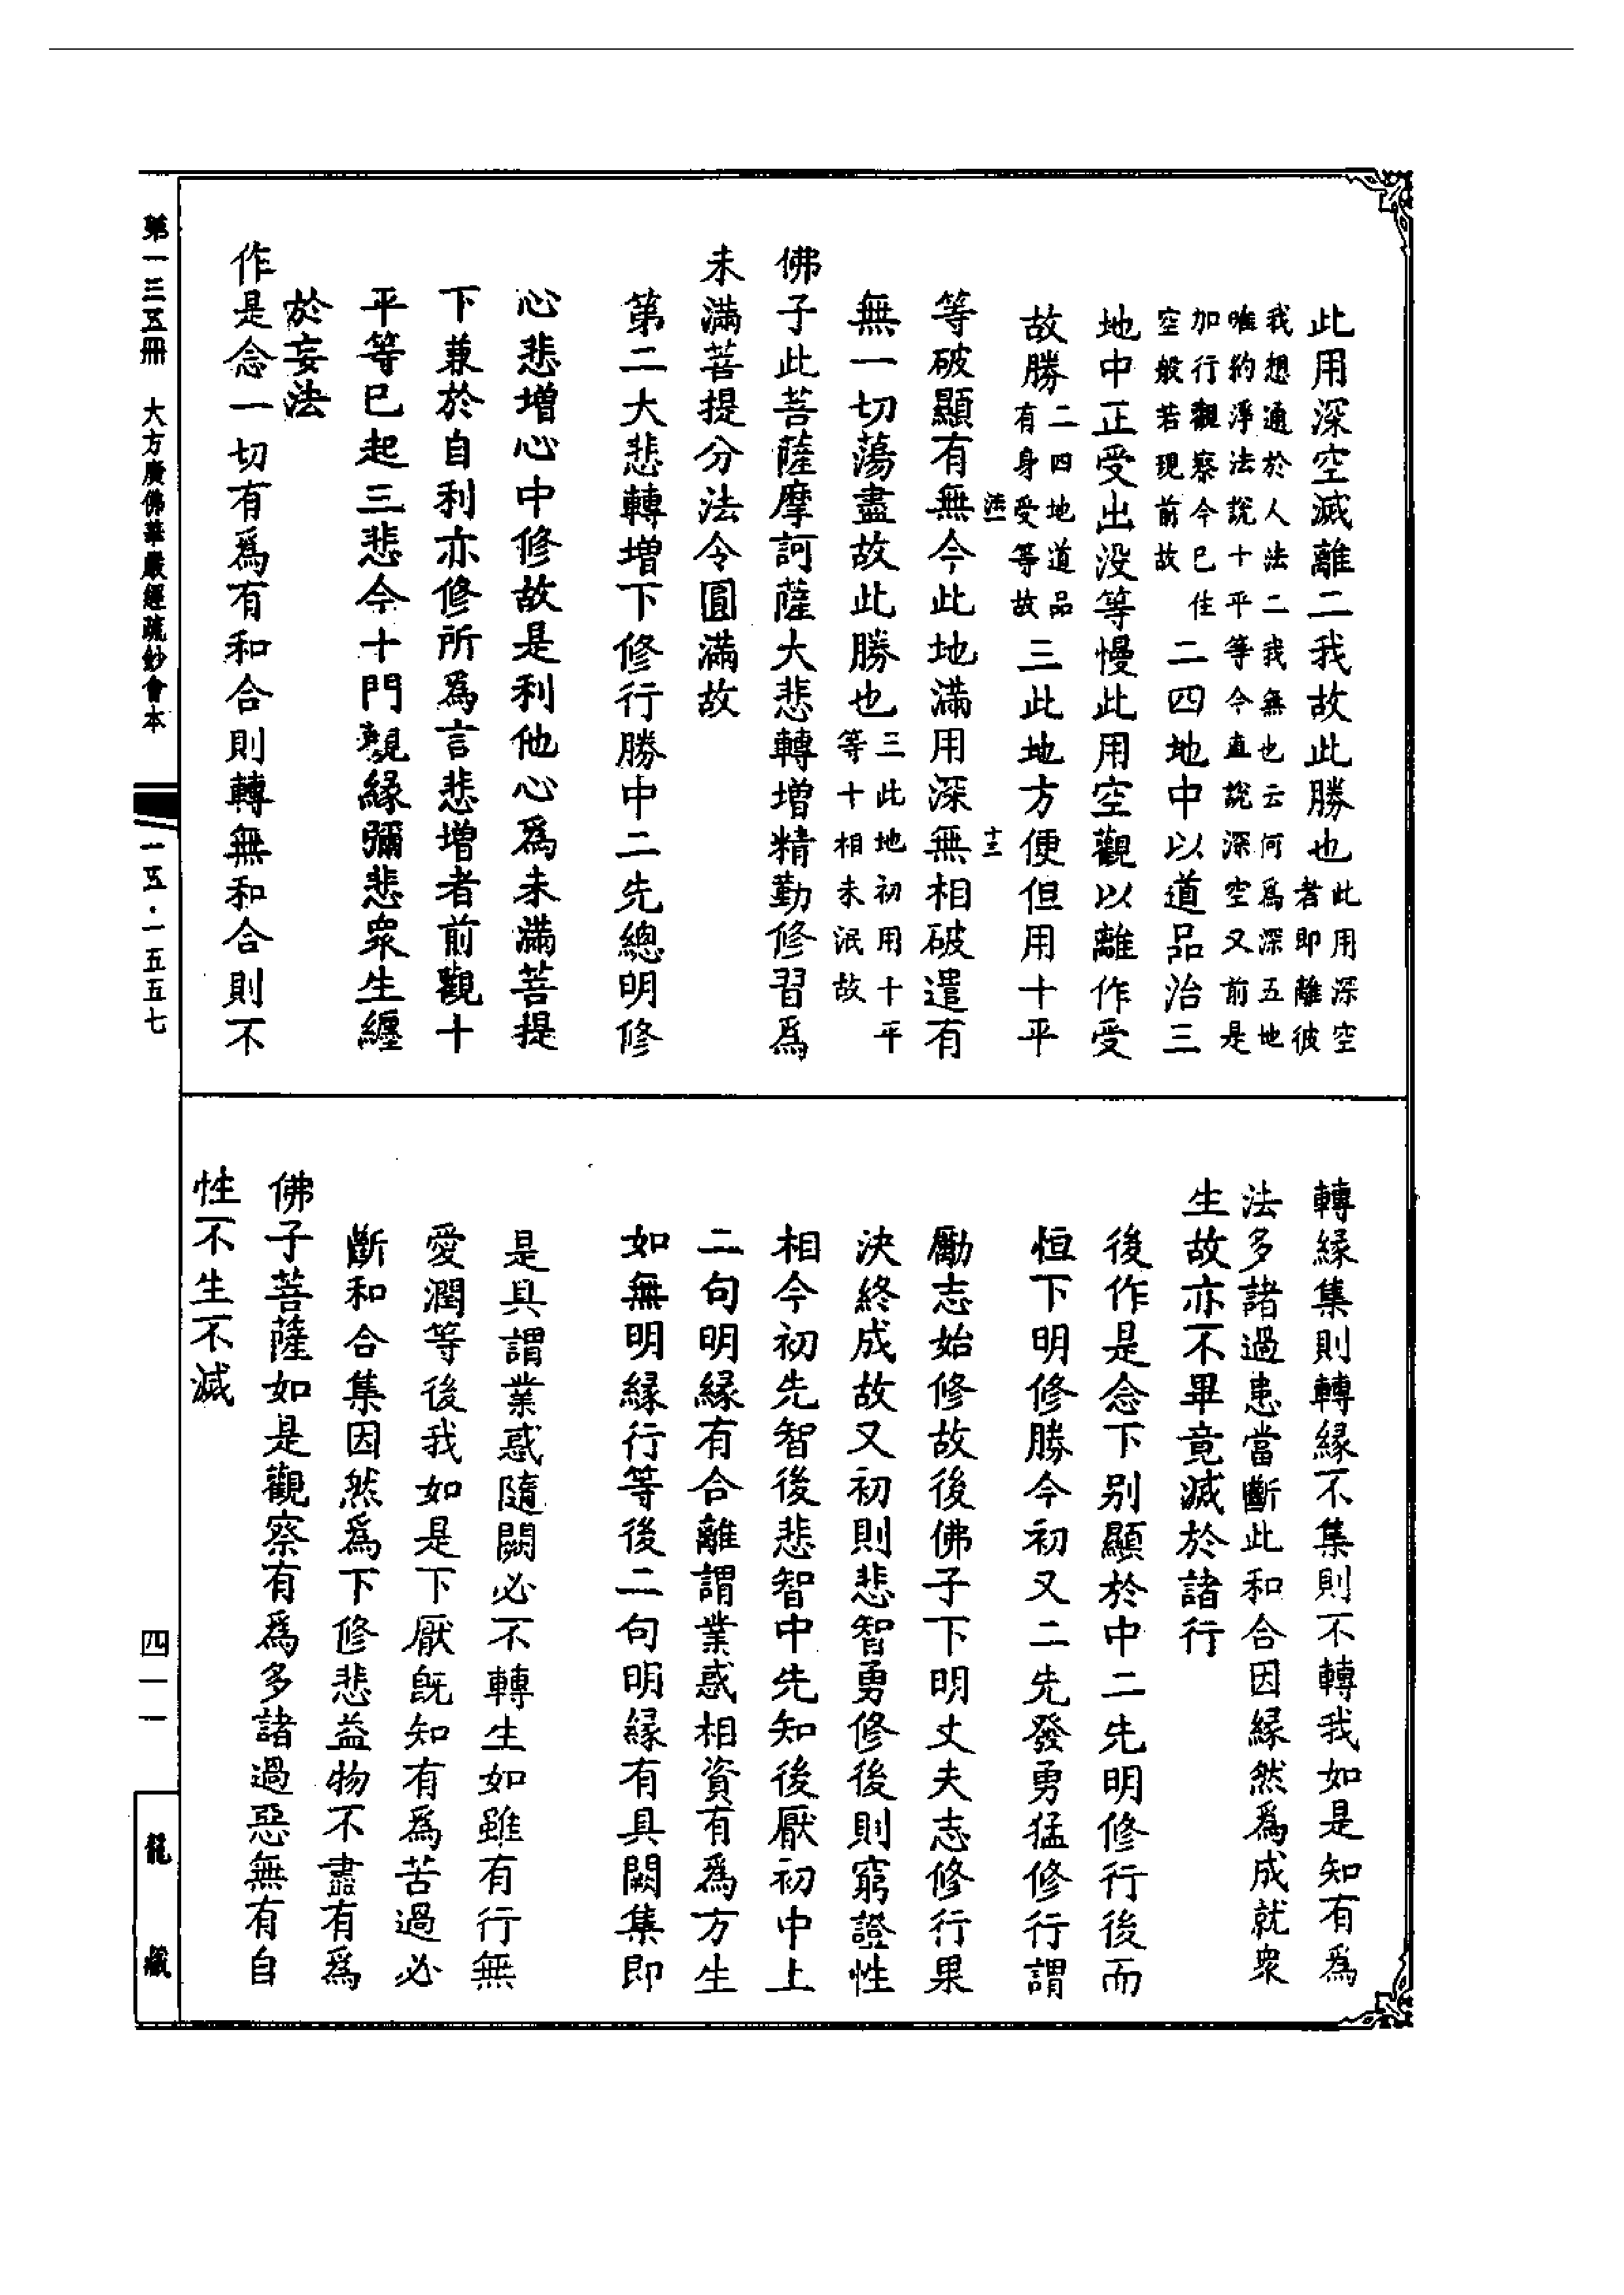 此用深空滅離二我故此勝也此用深空
者即離彼
我想通於人法二我無也云何爲深五地
唯約淨法說十平等今直說深空又前是
加行觀察今已住
空般若現前故
二四地中以道品治三
地中正受出没等慢此用空觀以離作受
故勝二四地道品
有身受等故
三此地方便但用十平
等破顯有無今此地滿用深無相破遣有
無一切蕩盡故此勝也三此地初用十平
等十相未泯故
佛子此菩薩摩訶薩大悲轉增精勤修習爲
未滿菩提分法令圓滿故
第二大悲轉增下修行勝中二先總明修
心悲增心中修故是利他心爲未滿菩提
下兼於自利亦修所爲言悲增者前觀十
平等已起三悲今十門覩緣彌悲眾生纏
於妄法
作是念一切有爲有和合則轉無和合則不
轉緣集則轉緣不集則不轉我如是知有爲
法多諸過患當斷此和合因緣然爲成就眾
生故亦不畢竟滅於諸行
後作是念下別顯於中二先明修行後而
恒下明修勝今初又二先發勇猛修行謂
勵志始修故後佛子下明丈夫志修行果
決終成故又初則悲智勇修後則窮證性
相今初先智後悲智中先知後厭初中上
二句明緣有合離謂業惑相資有爲方生
如無明緣行等後二句明緣有具闕集即
是具謂業惑隨闕必不轉生如雖有行無
愛潤等後我如是下厭既知有爲苦過必
斷和合集因然爲下修悲益物不盡有爲
佛子菩薩如是觀察有爲多諸過惡無有自
性不生不滅
第一三五冊 大方廣佛華嚴經疏鈔會本
一五·一五五七
四一一
龍藏